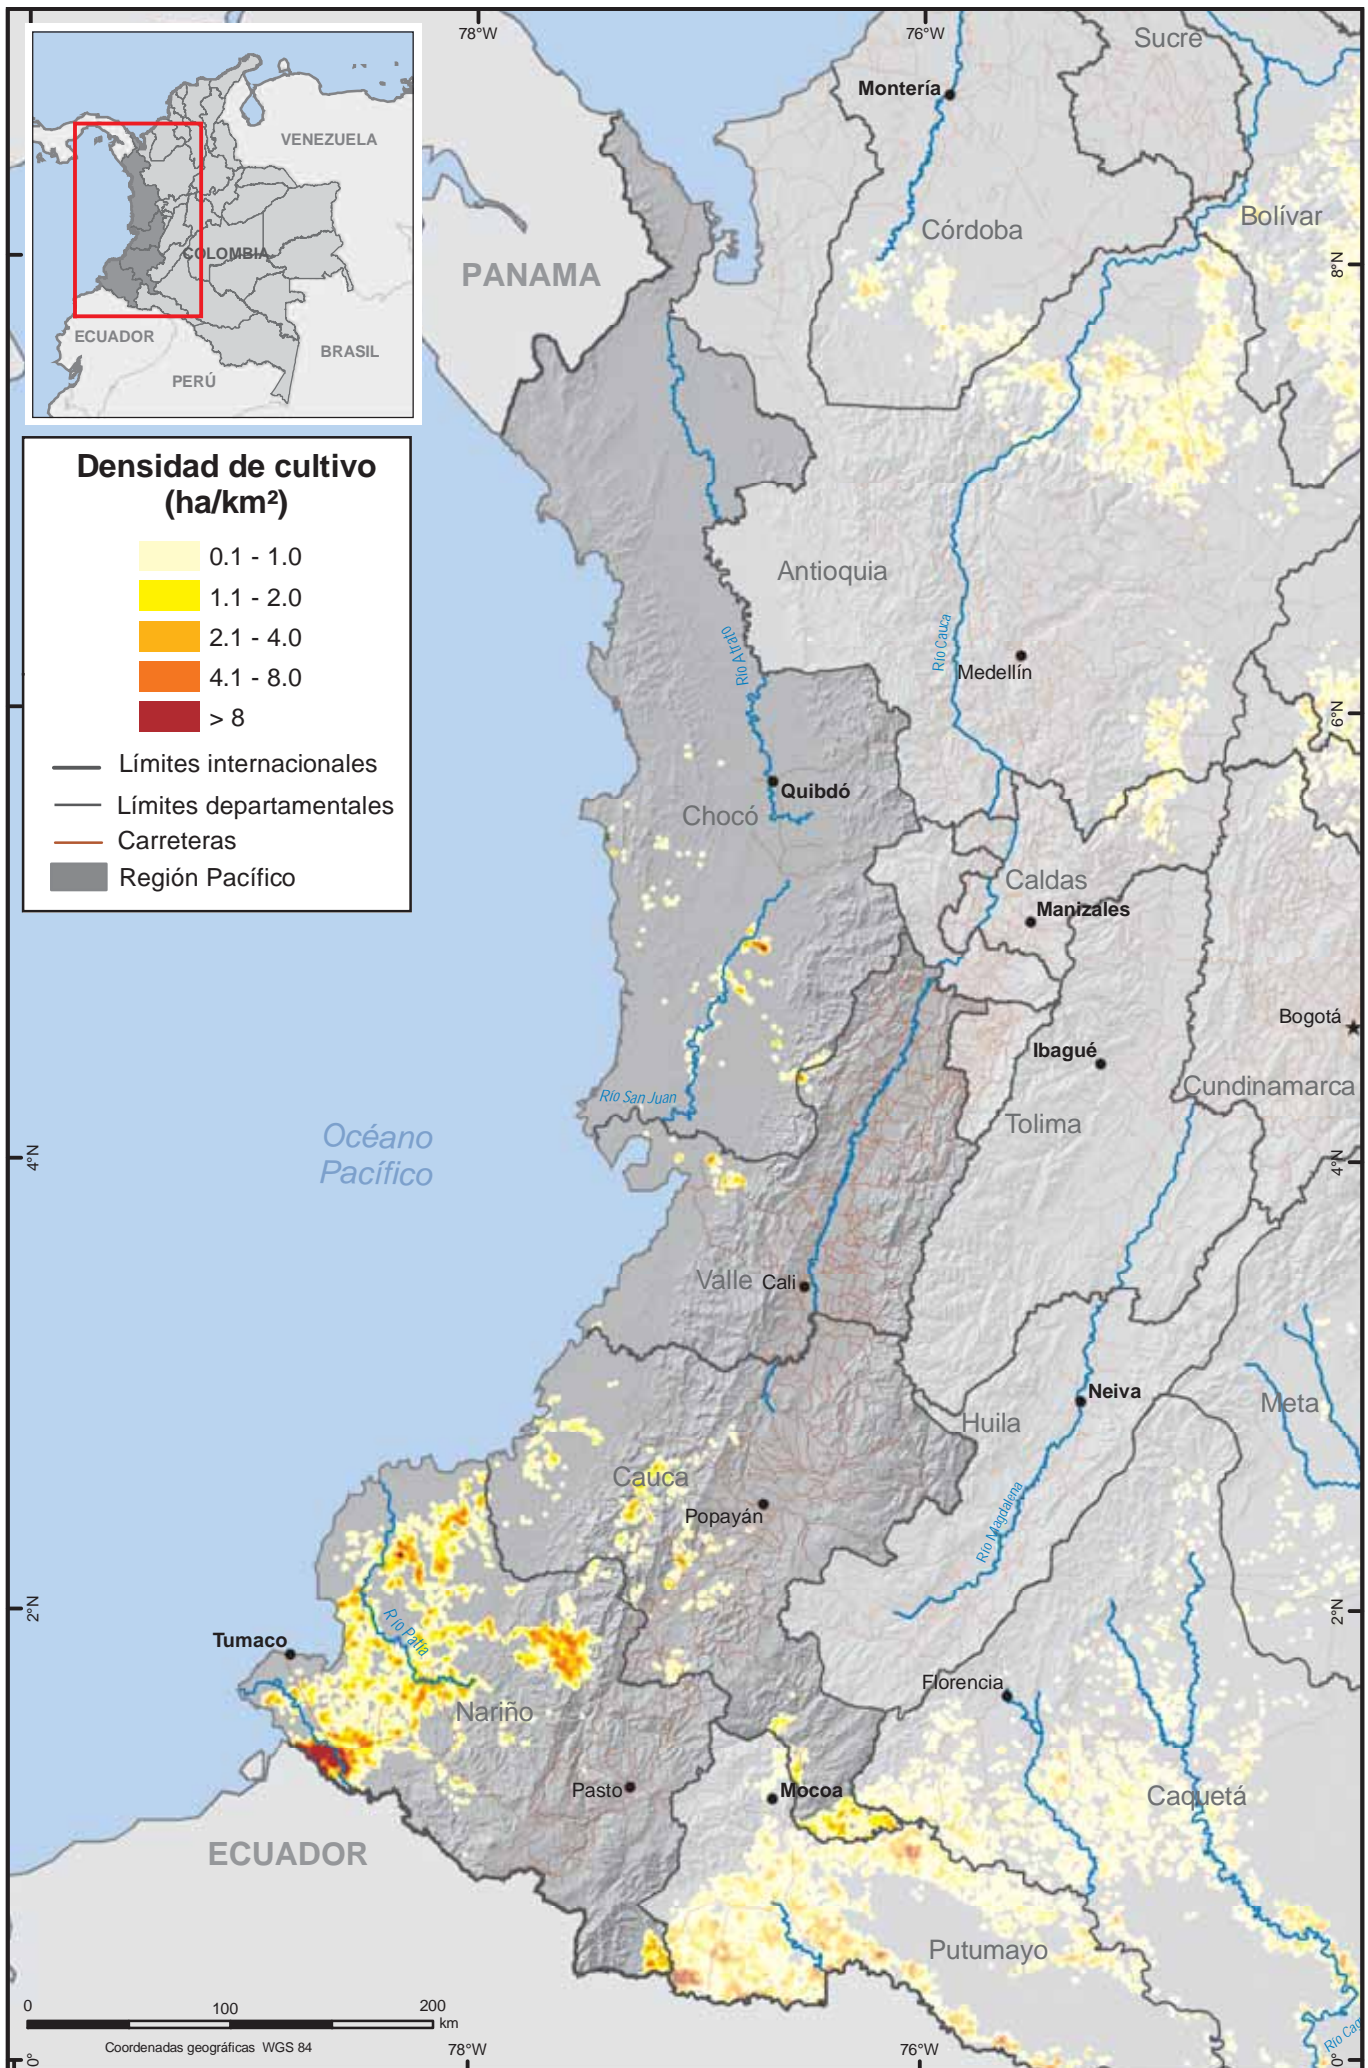 78°W
76°W
Sucre
Montería
VENEZUELA
COLOMBIA
ECUADOR
PERÚ
BRASIL
PANAMA
Córdoba
Bolívar
8°N
Densidad de cultivo
(ha/km²)
0.1 - 1.0
1.1 - 2.0
2.1 - 4.0
4.1 - 8.0
> 8
Límites internacionales
Límites departamentales
Carreteras
Región Pacífico
Antioquia
Río Atrato
Río Cauca
Medellín
6°N
Quibdó
Chocó
Caldas
Manizales
Bogotá
Ibagué
Cundinamarca
Río San Juan
Tolima
Océano
Pacífico
4°N
4°N
Valle
Cali
Neiva
Meta
Huila
Cauca
Popayán
Río Magdalena
2°N
2°N
Río Patía
Tumaco
Florencia
Nariño
Pasto
Mocoa
Caquetá
ECUADOR
Putumayo
0
100
200
km
Coordenadas geográficas WGS 84
Río Caq
0°
78°W
76°W
0°